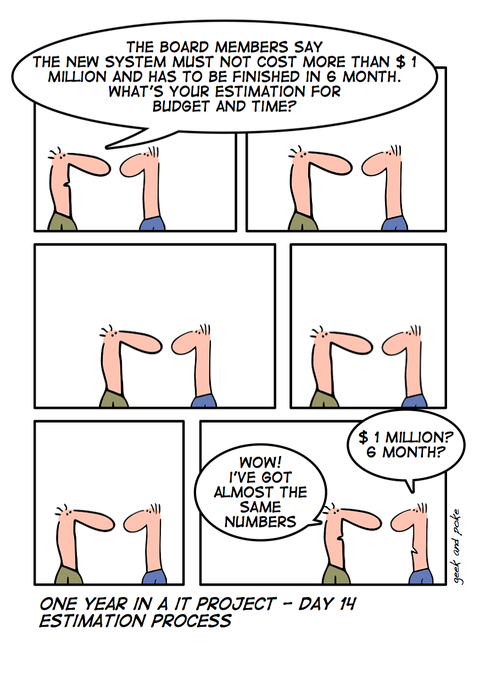 THE BOARD MEMBERS SAY
THE NEW SYSTEM MUST NOT COST MORE THAN $ 1
MILLION AND HAS TO BE FINISHED IN 6 MONTH.
WHAT'S YOUR ESTIMATION FOR
BUDGET AND TIME?
$ 1 MILLION?
6 MONTH?
WOW!
I'VE GOT
ALMOST THE
SAME
NUMBERS
geek and poke
ONE YEAR IN A IT PROJECT - DAY 14
ESTIMATION PROCESS